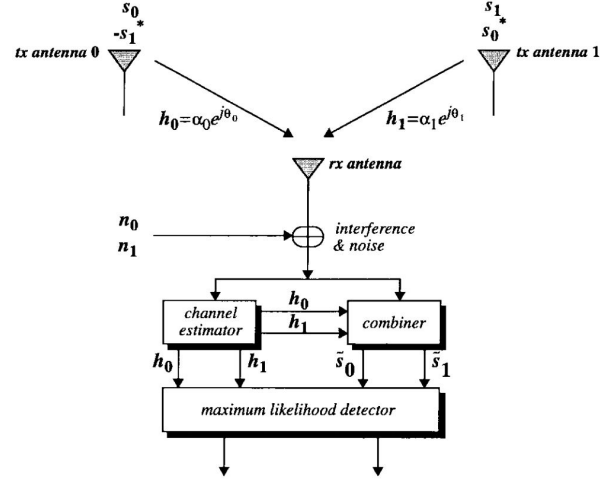 s₀ s₁
-s₁* s₀*
tx antenna 0 tx antenna 1
h₀=α₀e^{jθ₀} h₁=α₁e^{jθ₁}
rx antenna
n₀
n₁
interference
& noise
channel
estimator
h₀
h₁
combiner
h₀ h₁ s̃₀ s̃₁
maximum likelihood detector